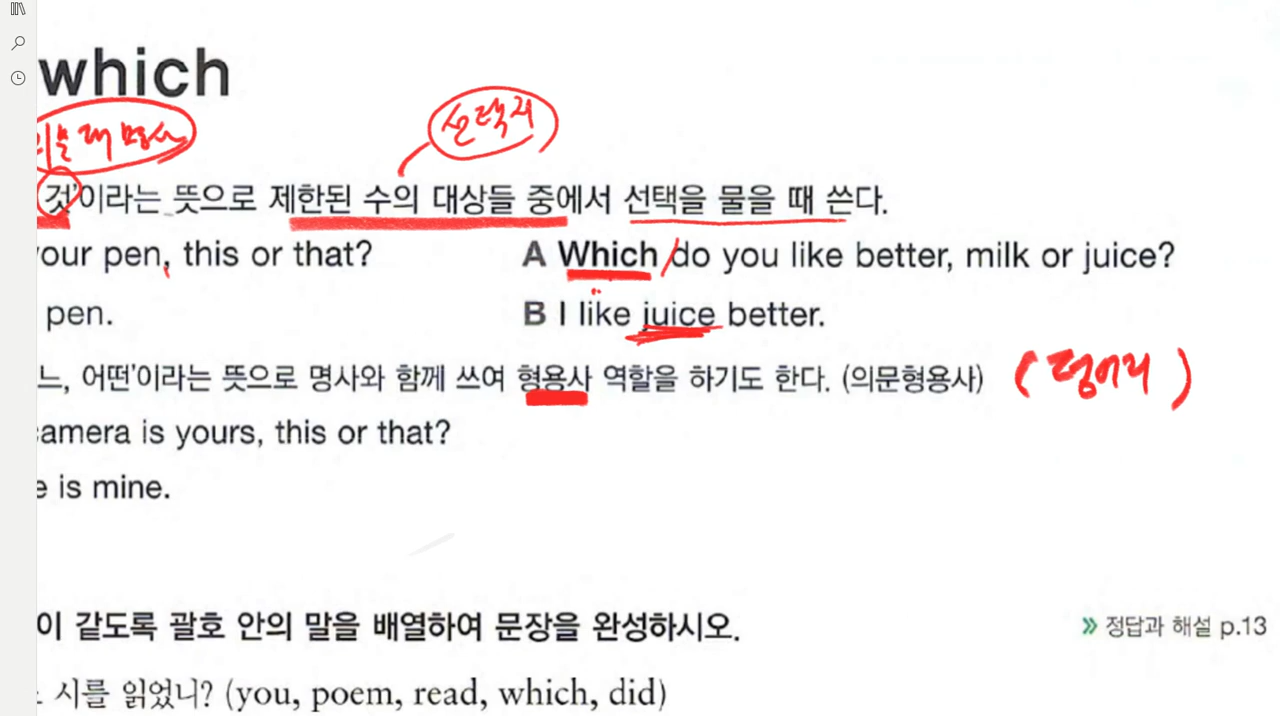 which
의문대명사
선택지
것'이라는 뜻으로 제한된 수의 대상들 중에서 선택을 물을 때 쓴다.
your pen, this or that?
A Which do you like better, milk or juice?
pen.
B I like juice better.
느, 어떤'이라는 뜻으로 명사와 함께 쓰여 형용사 역할을 하기도 한다. (의문형용사) (덩어리)
camera is yours, this or that?
e is mine.
이 같도록 괄호 안의 말을 배열하여 문장을 완성하시오.
» 정답과 해설 p.13
시를 읽었니? (you, poem, read, which, did)